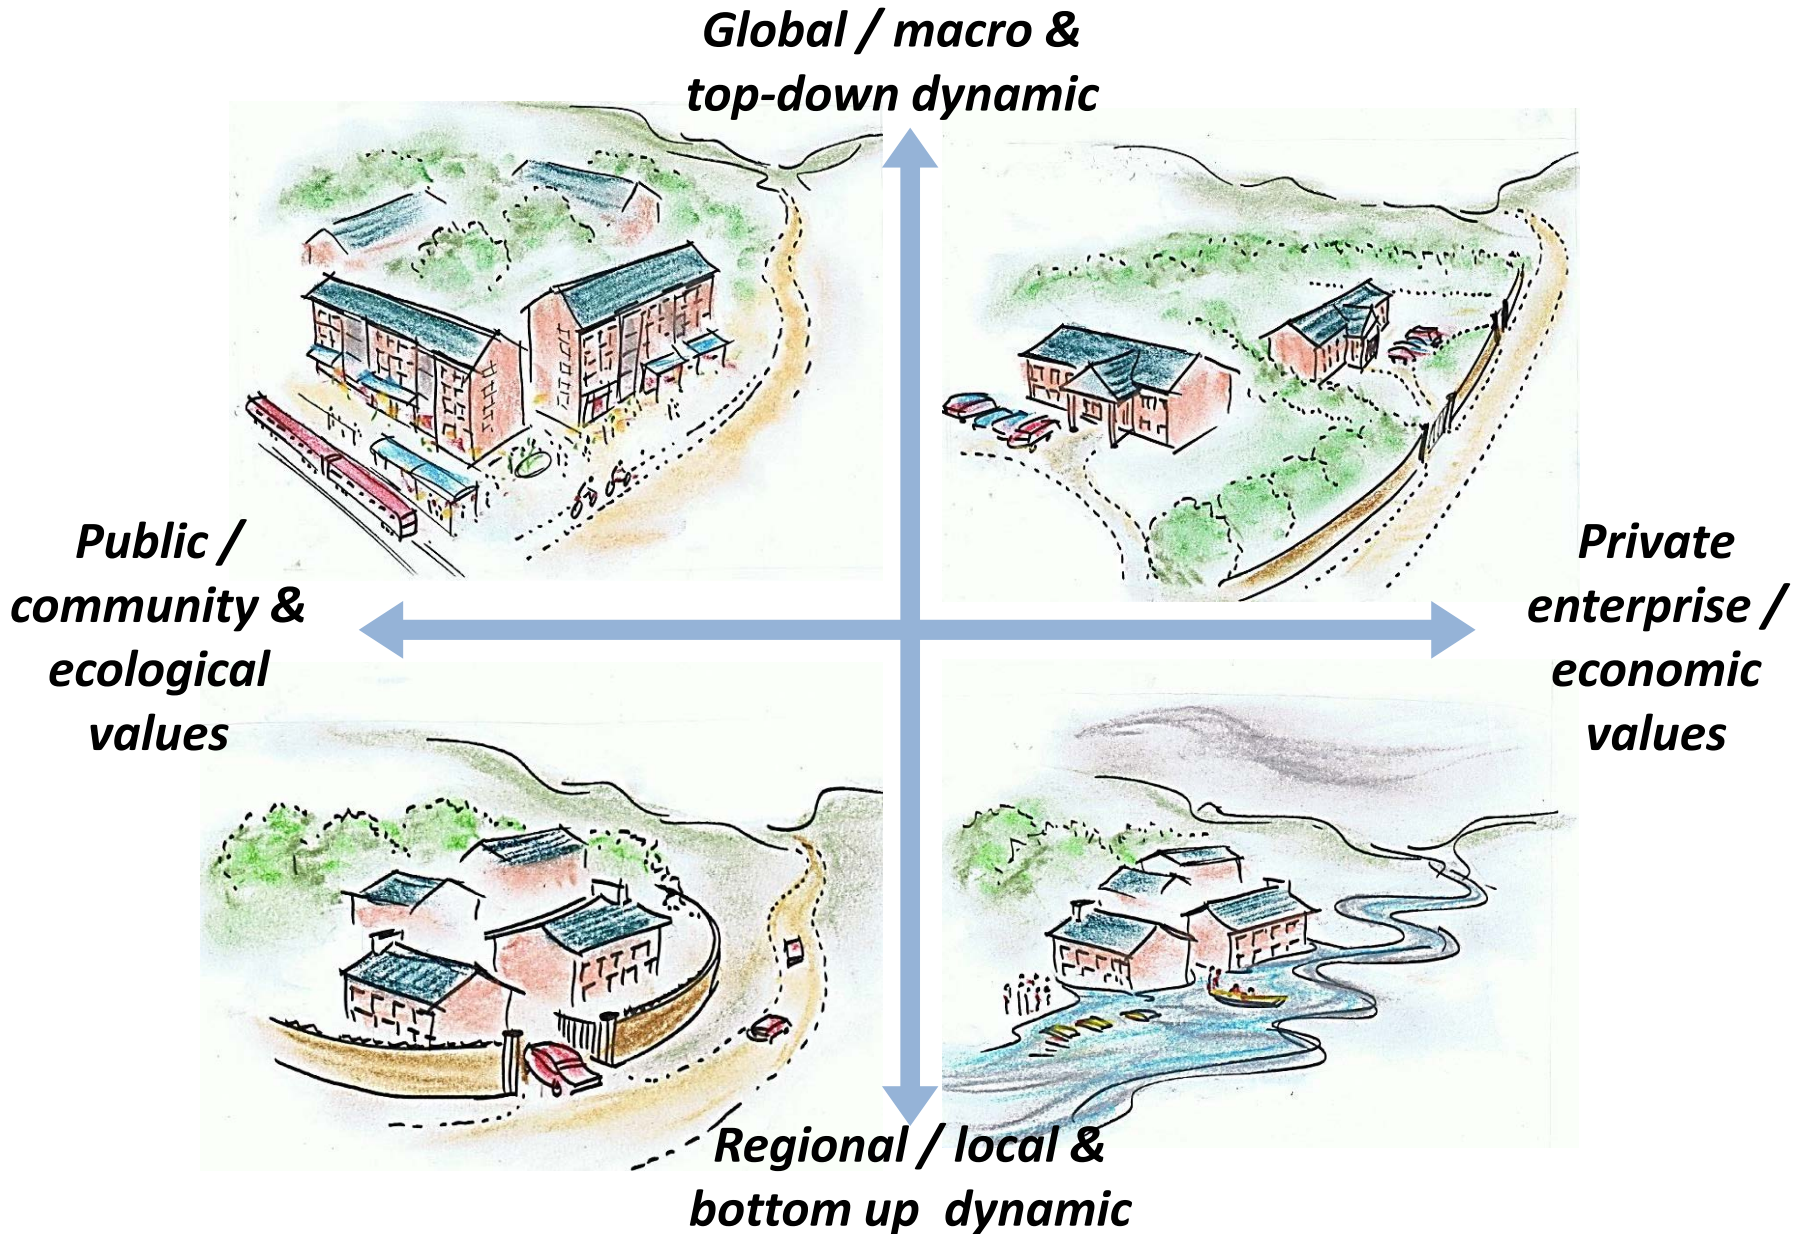 Global / macro &
top-down dynamic
Public /
community &
ecological
values
Private
enterprise /
economic
values
Regional / local &
bottom up  dynamic